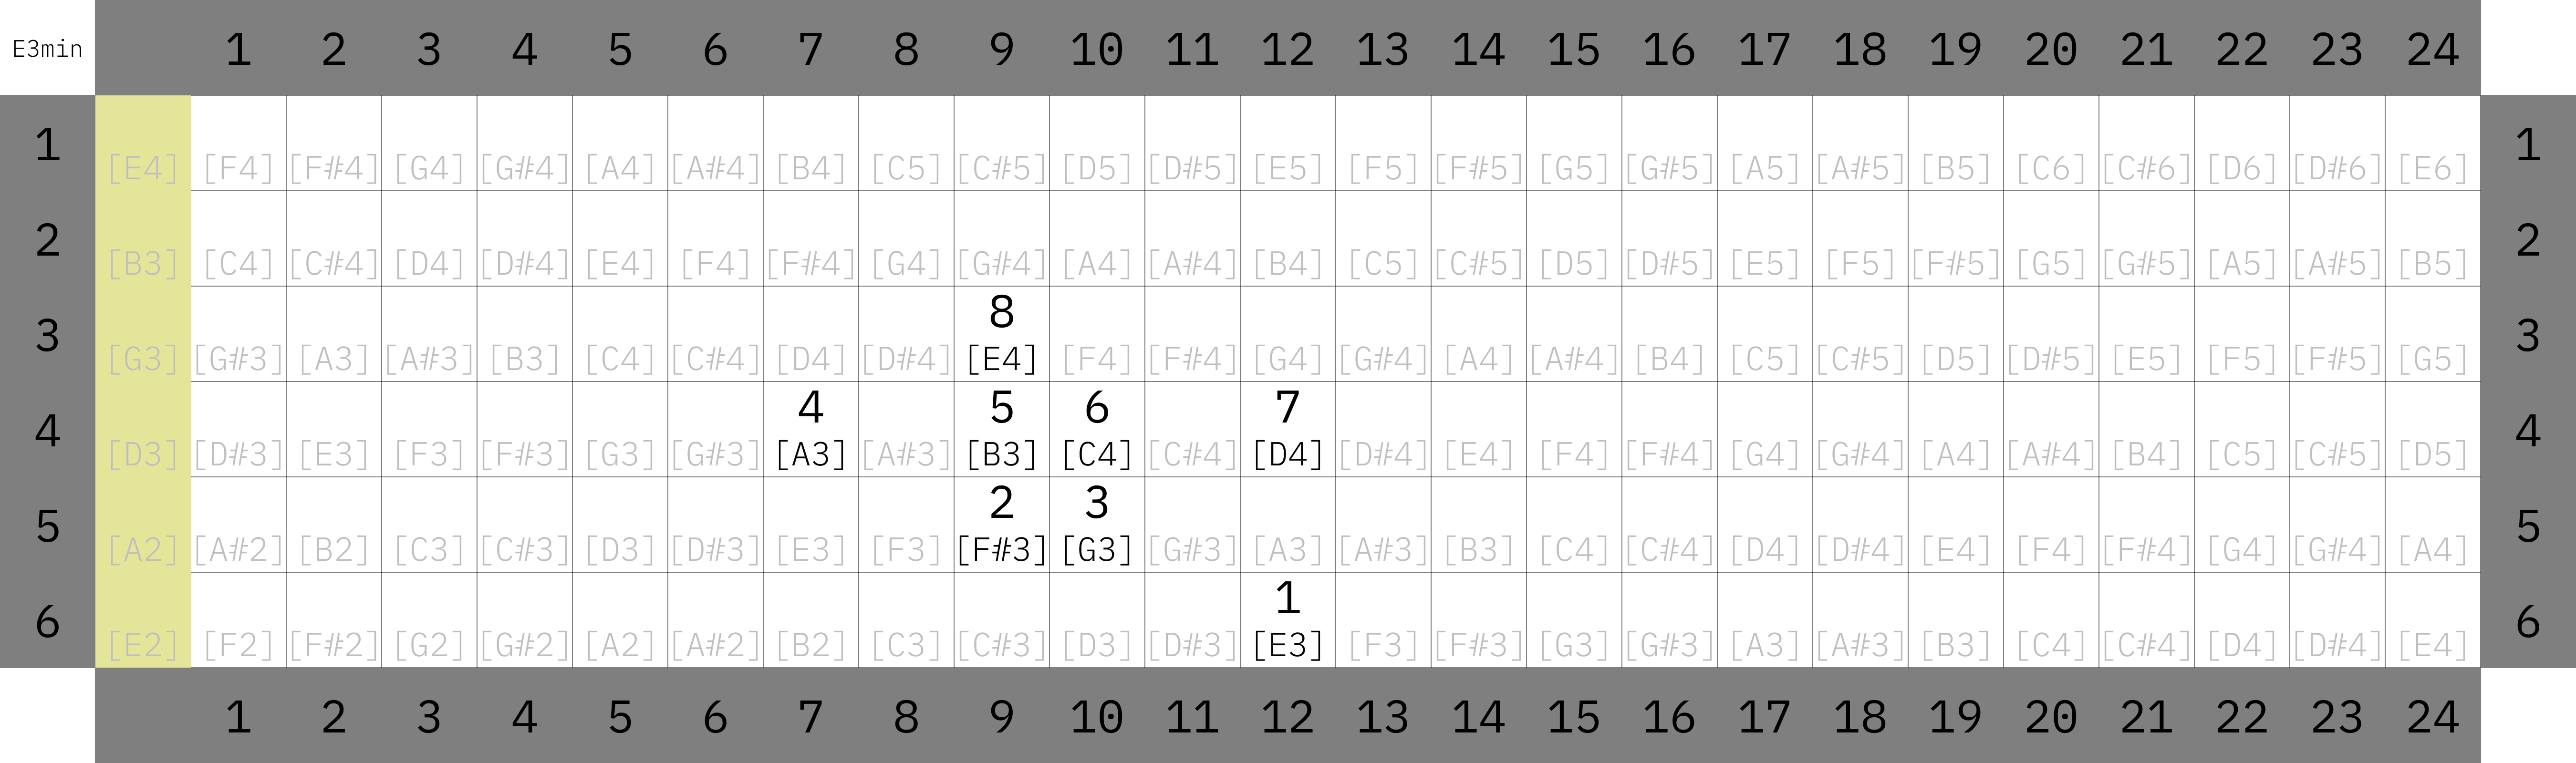 E3min 1 2 3 4 5 6 7 8 9 10 11 12 13 14 15 16 17 18 19 20 21 22 23 24
1 [E4] [F4] [F#4] [G4] [G#4] [A4] [A#4] [B4] [C5] [C#5] [D5] [D#5] [E5] [F5] [F#5] [G5] [G#5] [A5] [A#5] [B5] [C6] [C#6] [D6] [D#6] [E6] 1
2 [B3] [C4] [C#4] [D4] [D#4] [E4] [F4] [F#4] [G4] [G#4] [A4] [A#4] [B4] [C5] [C#5] [D5] [D#5] [E5] [F5] [F#5] [G5] [G#5] [A5] [A#5] [B5] 2
8
3 [G3] [G#3] [A3] [A#3] [B3] [C4] [C#4] [D4] [D#4] [E4] [F4] [F#4] [G4] [G#4] [A4] [A#4] [B4] [C5] [C#5] [D5] [D#5] [E5] [F5] [F#5] [G5] 3
4 5 6 7
4 [D3] [D#3] [E3] [F3] [F#3] [G3] [G#3] [A3] [A#3] [B3] [C4] [C#4] [D4] [D#4] [E4] [F4] [F#4] [G4] [G#4] [A4] [A#4] [B4] [C5] [C#5] [D5] 4
2 3
5 [A2] [A#2] [B2] [C3] [C#3] [D3] [D#3] [E3] [F3] [F#3] [G3] [G#3] [A3] [A#3] [B3] [C4] [C#4] [D4] [D#4] [E4] [F4] [F#4] [G4] [G#4] [A4] 5
1
6 [E2] [F2] [F#2] [G2] [G#2] [A2] [A#2] [B2] [C3] [C#3] [D3] [D#3] [E3] [F3] [F#3] [G3] [G#3] [A3] [A#3] [B3] [C4] [C#4] [D4] [D#4] [E4] 6
1 2 3 4 5 6 7 8 9 10 11 12 13 14 15 16 17 18 19 20 21 22 23 24